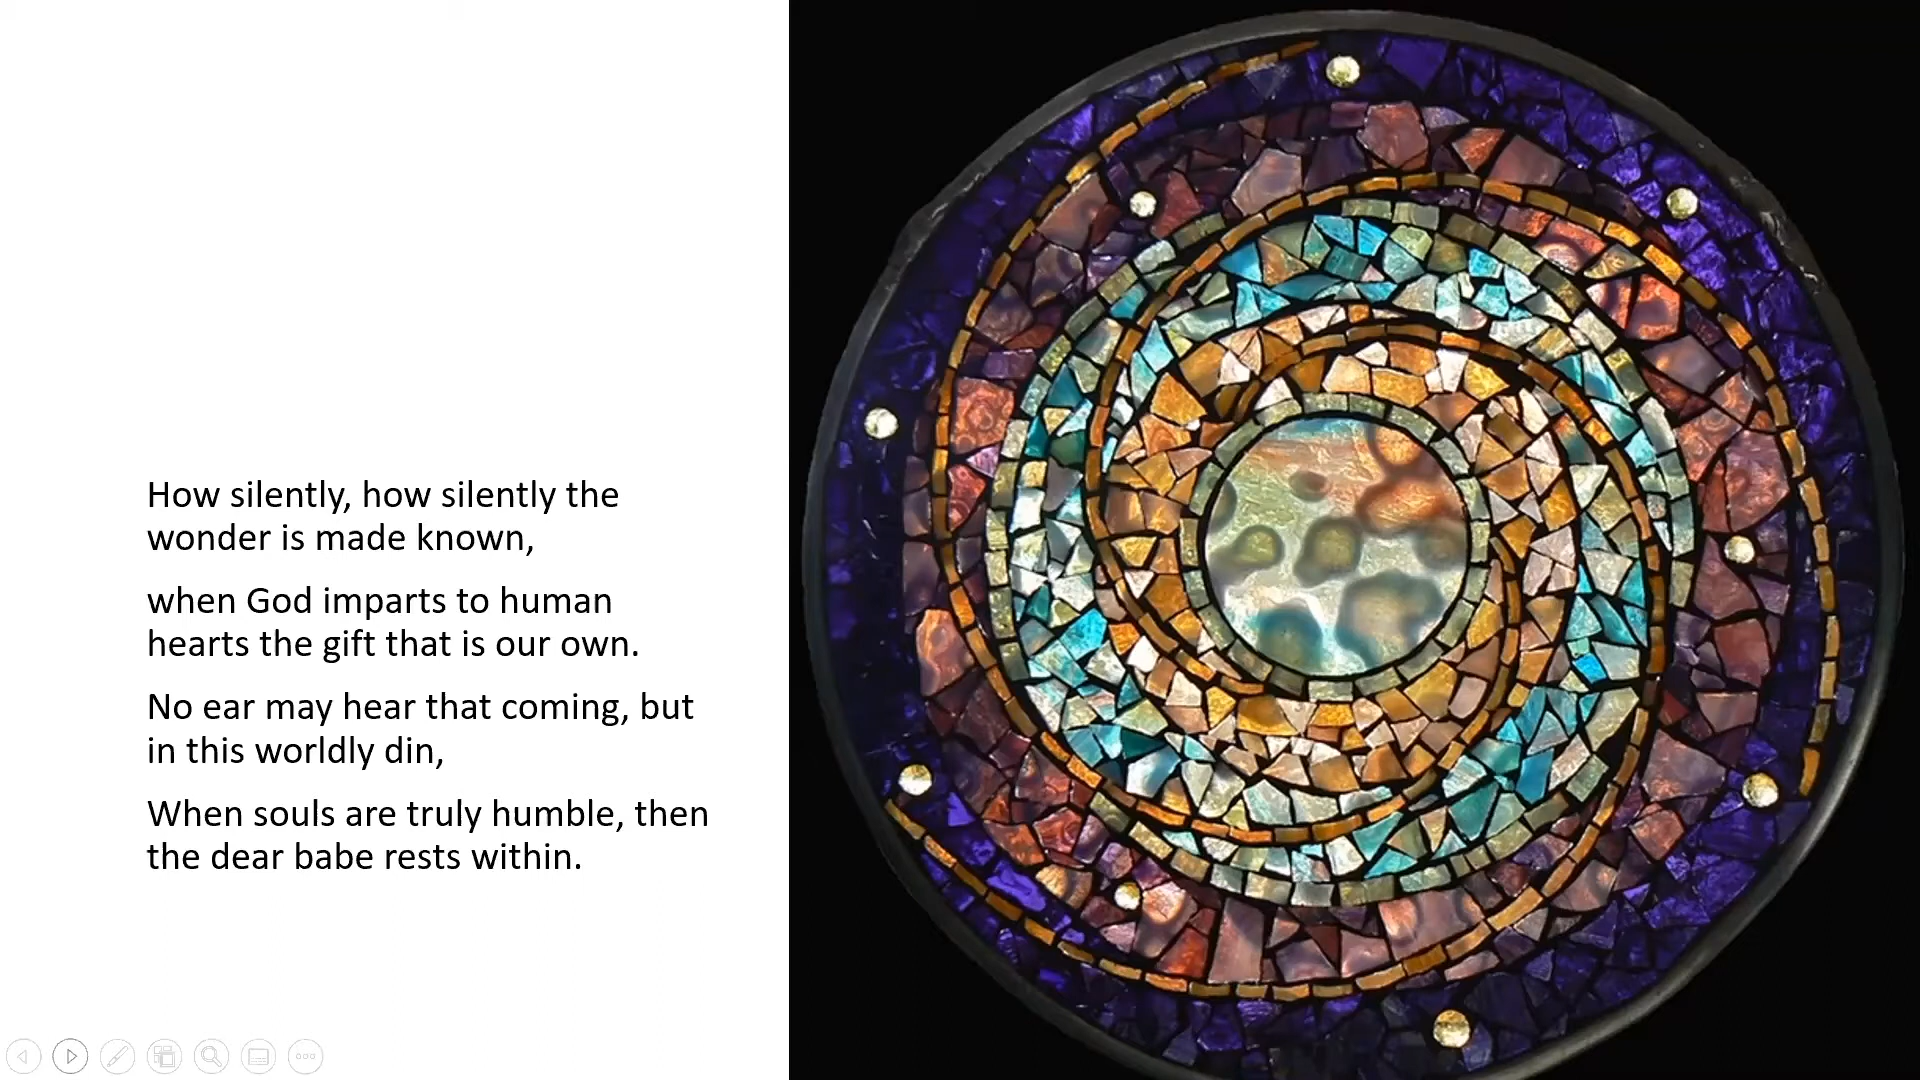 How silently, how silently the
wonder is made known,
when God imparts to human
hearts the gift that is our own.
No ear may hear that coming, but
in this worldly din,
When souls are truly humble, then
the dear babe rests within.